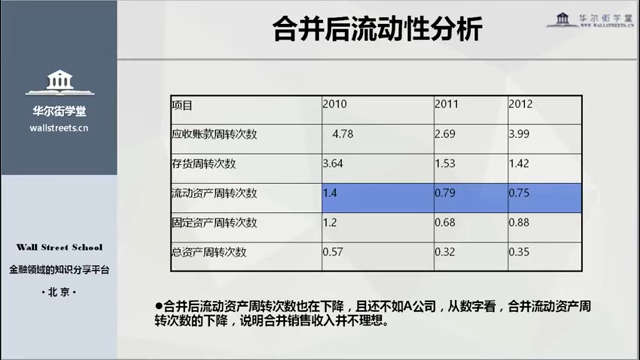 合并后流动性分析
华尔街学堂
WWW.WALLSTREETS.CN
华尔街学堂
wallstreets.cn
Wall Street School
金融领域的知识分享平台
· 北 京 ·
项目 2010 2011 2012
应收账款周转次数 4.78 2.69 3.99
存货周转次数 3.64 1.53 1.42
流动资产周转次数 1.4 0.79 0.75
固定资产周转次数 1.2 0.68 0.88
总资产周转次数 0.57 0.32 0.35
●合并后流动资产周转次数也在下降，且还不如A公司，从数字看，合并流动资产周
转次数的下降，说明合并销售收入并不理想。